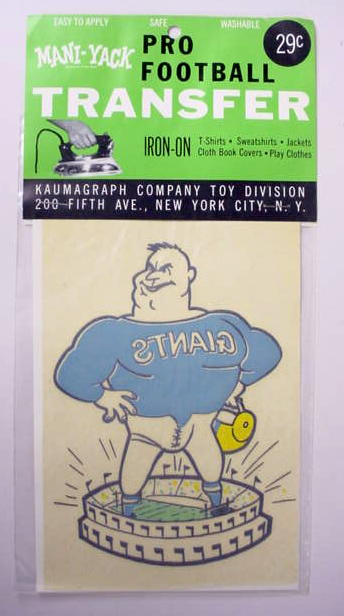 EASY TO APPLY SAFE WASHABLE
MANI-YACK PRO 29¢
FOOTBALL
TRANSFER
IRON-ON T-Shirts • Sweatshirts • Jackets
Cloth Book Covers • Play Clothes
KAUMAGRAPH COMPANY TOY DIVISION
200 FIFTH AVE., NEW YORK CITY, N. Y.
GIANTS